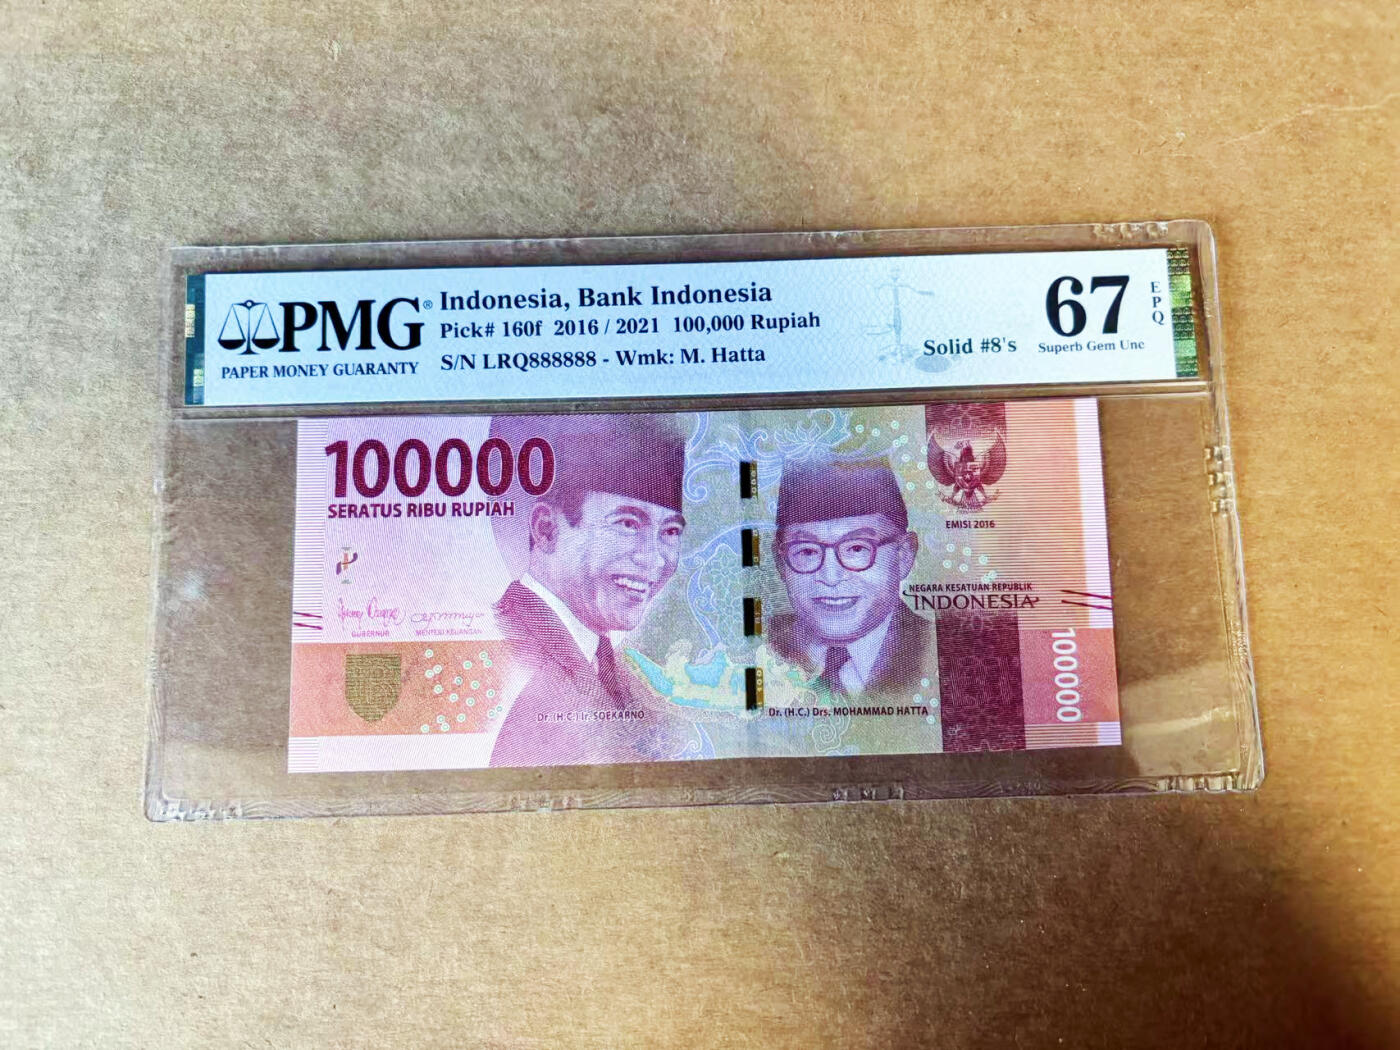 PMG®
PAPER MONEY GUARANTY
Indonesia, Bank Indonesia
Pick# 160f 2016 / 2021 100,000 Rupiah
S/N LRQ888888 - Wmk: M. Hatta
Solid #8's
67
EPQ
Superb Gem Unc
100000
SERATUS RIBU RUPIAH
GUBERNUR
MENTERI KEUANGAN
Dr. (H.C.) Ir. SOEKARNO
Dr. (H.C.) Drs. MOHAMMAD HATTA
EMISI 2016
NEGARA KESATUAN REPUBLIK
INDONESIA
100000